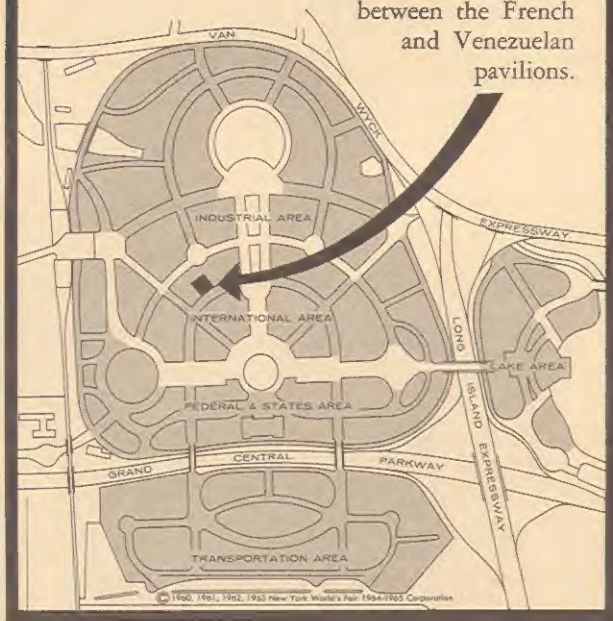 between the French
and Venezuelan
pavilions.
VAN
WYCK
EXPRESSWAY
INDUSTRIAL AREA
INTERNATIONAL AREA
LONG
ISLAND
EXPRESSWAY
LAKE AREA
FEDERAL & STATES AREA
GRAND
CENTRAL
PARKWAY
TRANSPORTATION AREA
© 1960, 1961, 1962, 1963 New York World's Fair 1964-1965 Corporation